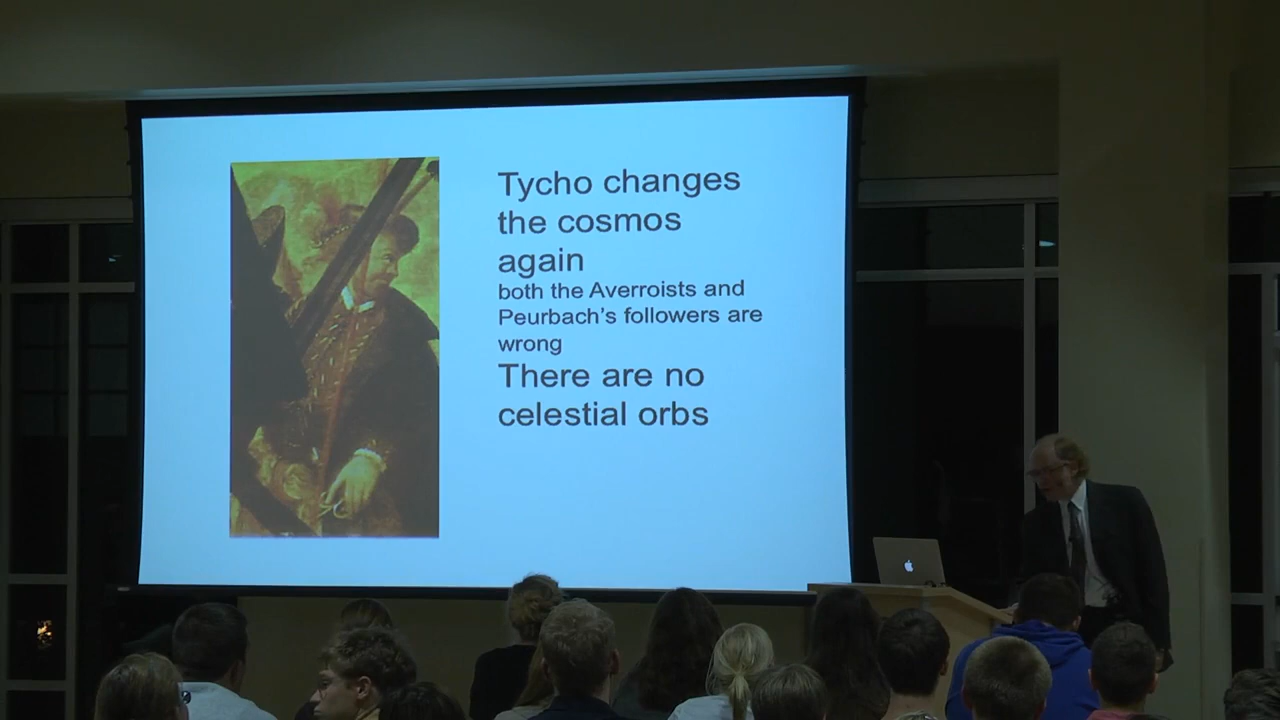 Tycho changes
the cosmos
again
both the Averroists and
Peurbach's followers are
wrong
There are no
celestial orbs